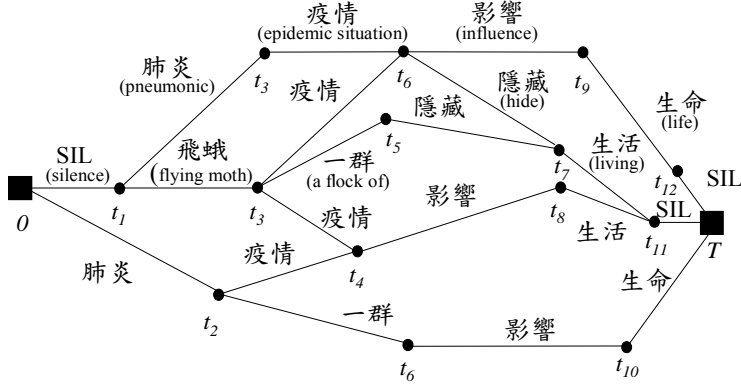 疫情
(epidemic situation)
影響
(influence)
肺炎
(pneumonic)
t3
疫情
t6
隱藏
(hide)
t9
生命
(life)
隱藏
t5
SIL
(silence)
飛蛾
(flying moth)
一群
(a flock of)
生活
(living)
t7
t12
SIL
0
t1
t3
疫情
影響
t8
SIL
生活
t11
T
肺炎
疫情
t4
生命
t2
一群
影響
t6
t10